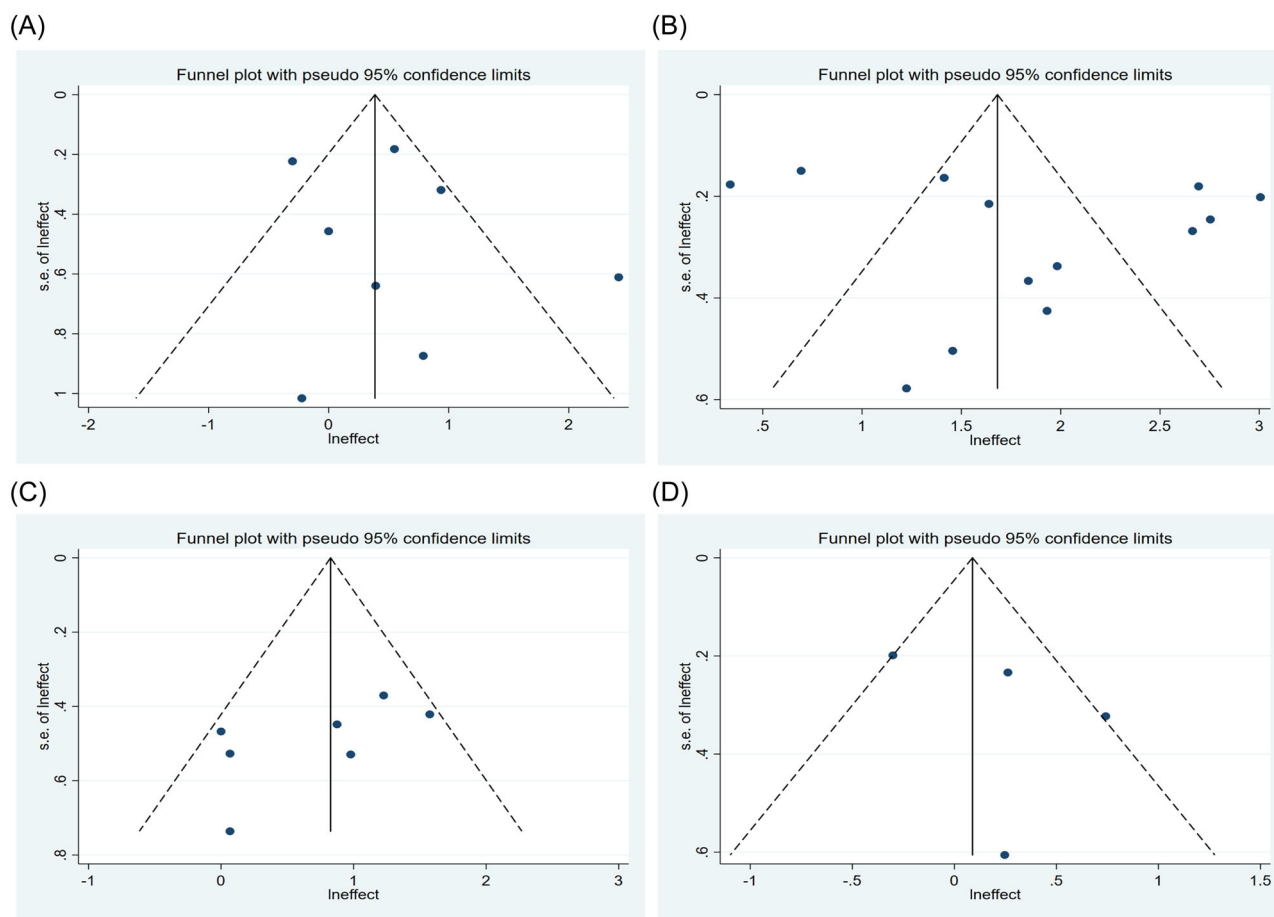 (A)
Funnel plot with pseudo 95% confidence limits
s.e. of lneffect
0
.2
.4
.6
.8
1
-2
-1
0
1
2
lneffect
(B)
Funnel plot with pseudo 95% confidence limits
s.e. of lneffect
0
.2
.4
.6
.5
1
1.5
2
2.5
3
lneffect
(C)
Funnel plot with pseudo 95% confidence limits
s.e. of lneffect
0
.2
.4
.6
.8
-1
0
1
2
3
lneffect
(D)
Funnel plot with pseudo 95% confidence limits
s.e. of lneffect
0
.2
.4
.6
-1
-.5
0
.5
1
1.5
lneffect